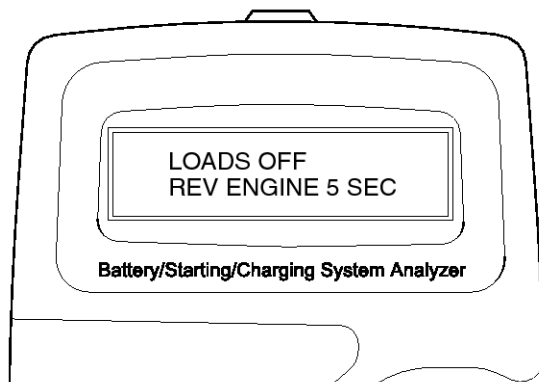 LOADS OFF
REV ENGINE 5 SEC
Battery/Starting/Charging System Analyzer